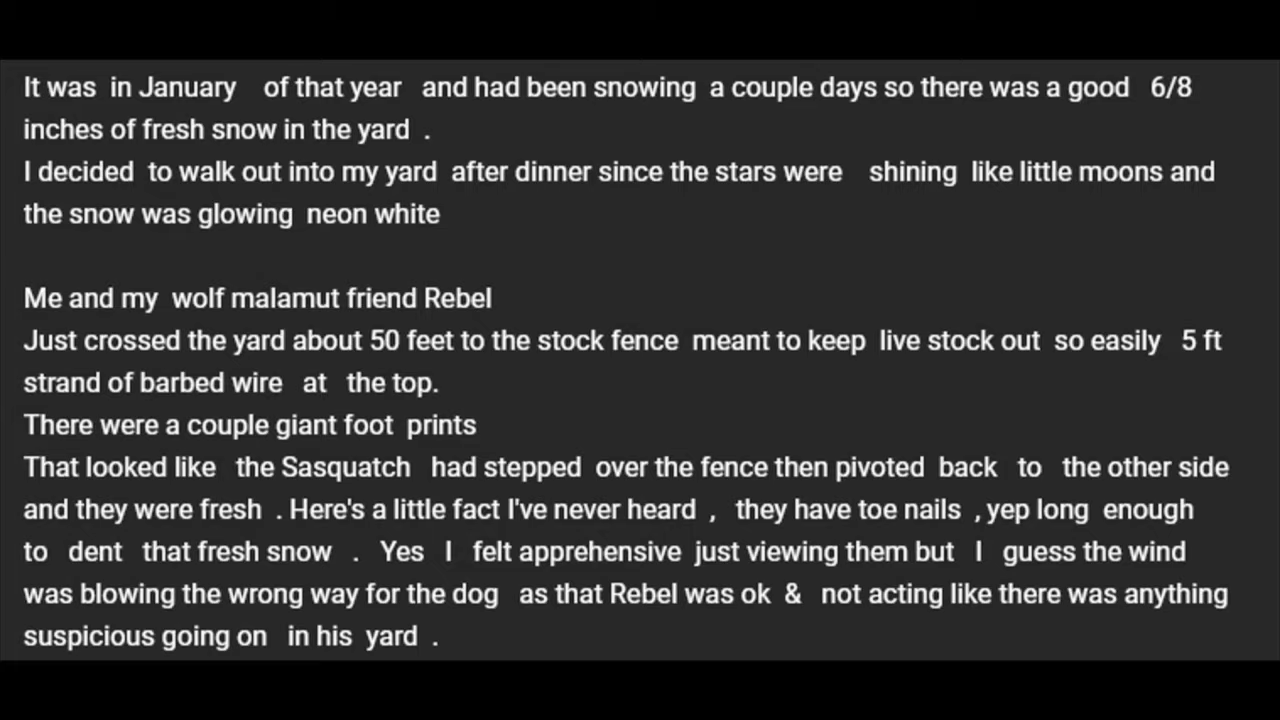 It was in January of that year and had been snowing a couple days so there was a good 6/8
inches of fresh snow in the yard .
I decided to walk out into my yard after dinner since the stars were shining like little moons and
the snow was glowing neon white
Me and my wolf malamut friend Rebel
Just crossed the yard about 50 feet to the stock fence meant to keep live stock out so easily 5 ft
strand of barbed wire at the top.
There were a couple giant foot prints
That looked like the Sasquatch had stepped over the fence then pivoted back to the other side
and they were fresh . Here's a little fact I've never heard , they have toe nails , yep long enough
to dent that fresh snow . Yes I felt apprehensive just viewing them but I guess the wind
was blowing the wrong way for the dog as that Rebel was ok & not acting like there was anything
suspicious going on in his yard .